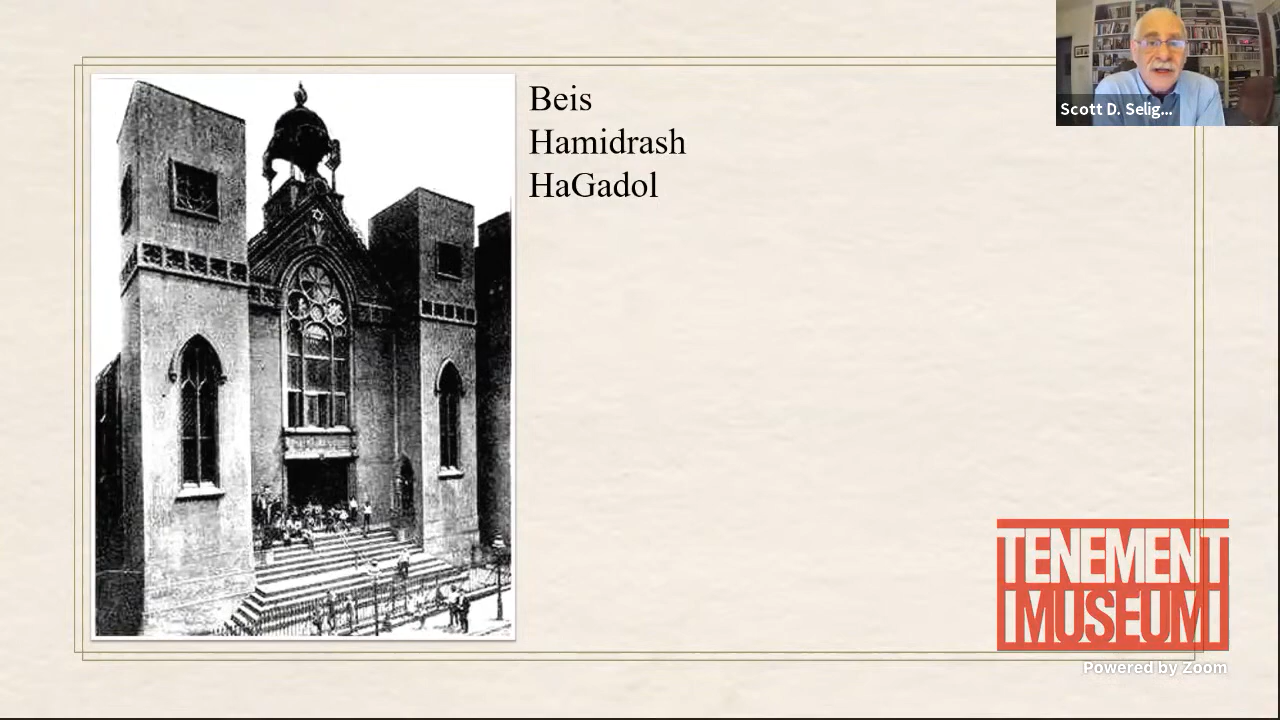 Beis
Hamidrash
HaGadol
Scott D. Selig...
TENEMENT
MUSEUM
Powered by Zoom